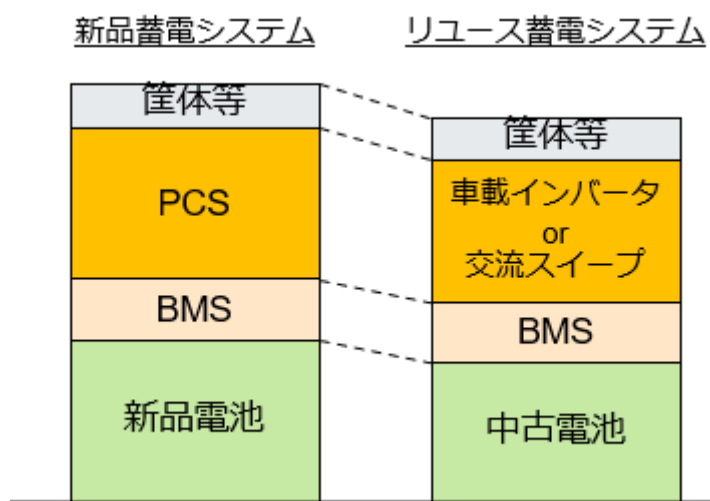 新品蓄電システム
筐体等
PCS
BMS
新品電池
リユース蓄電システム
筐体等
車載インバータ
or
交流スイープ
BMS
中古電池